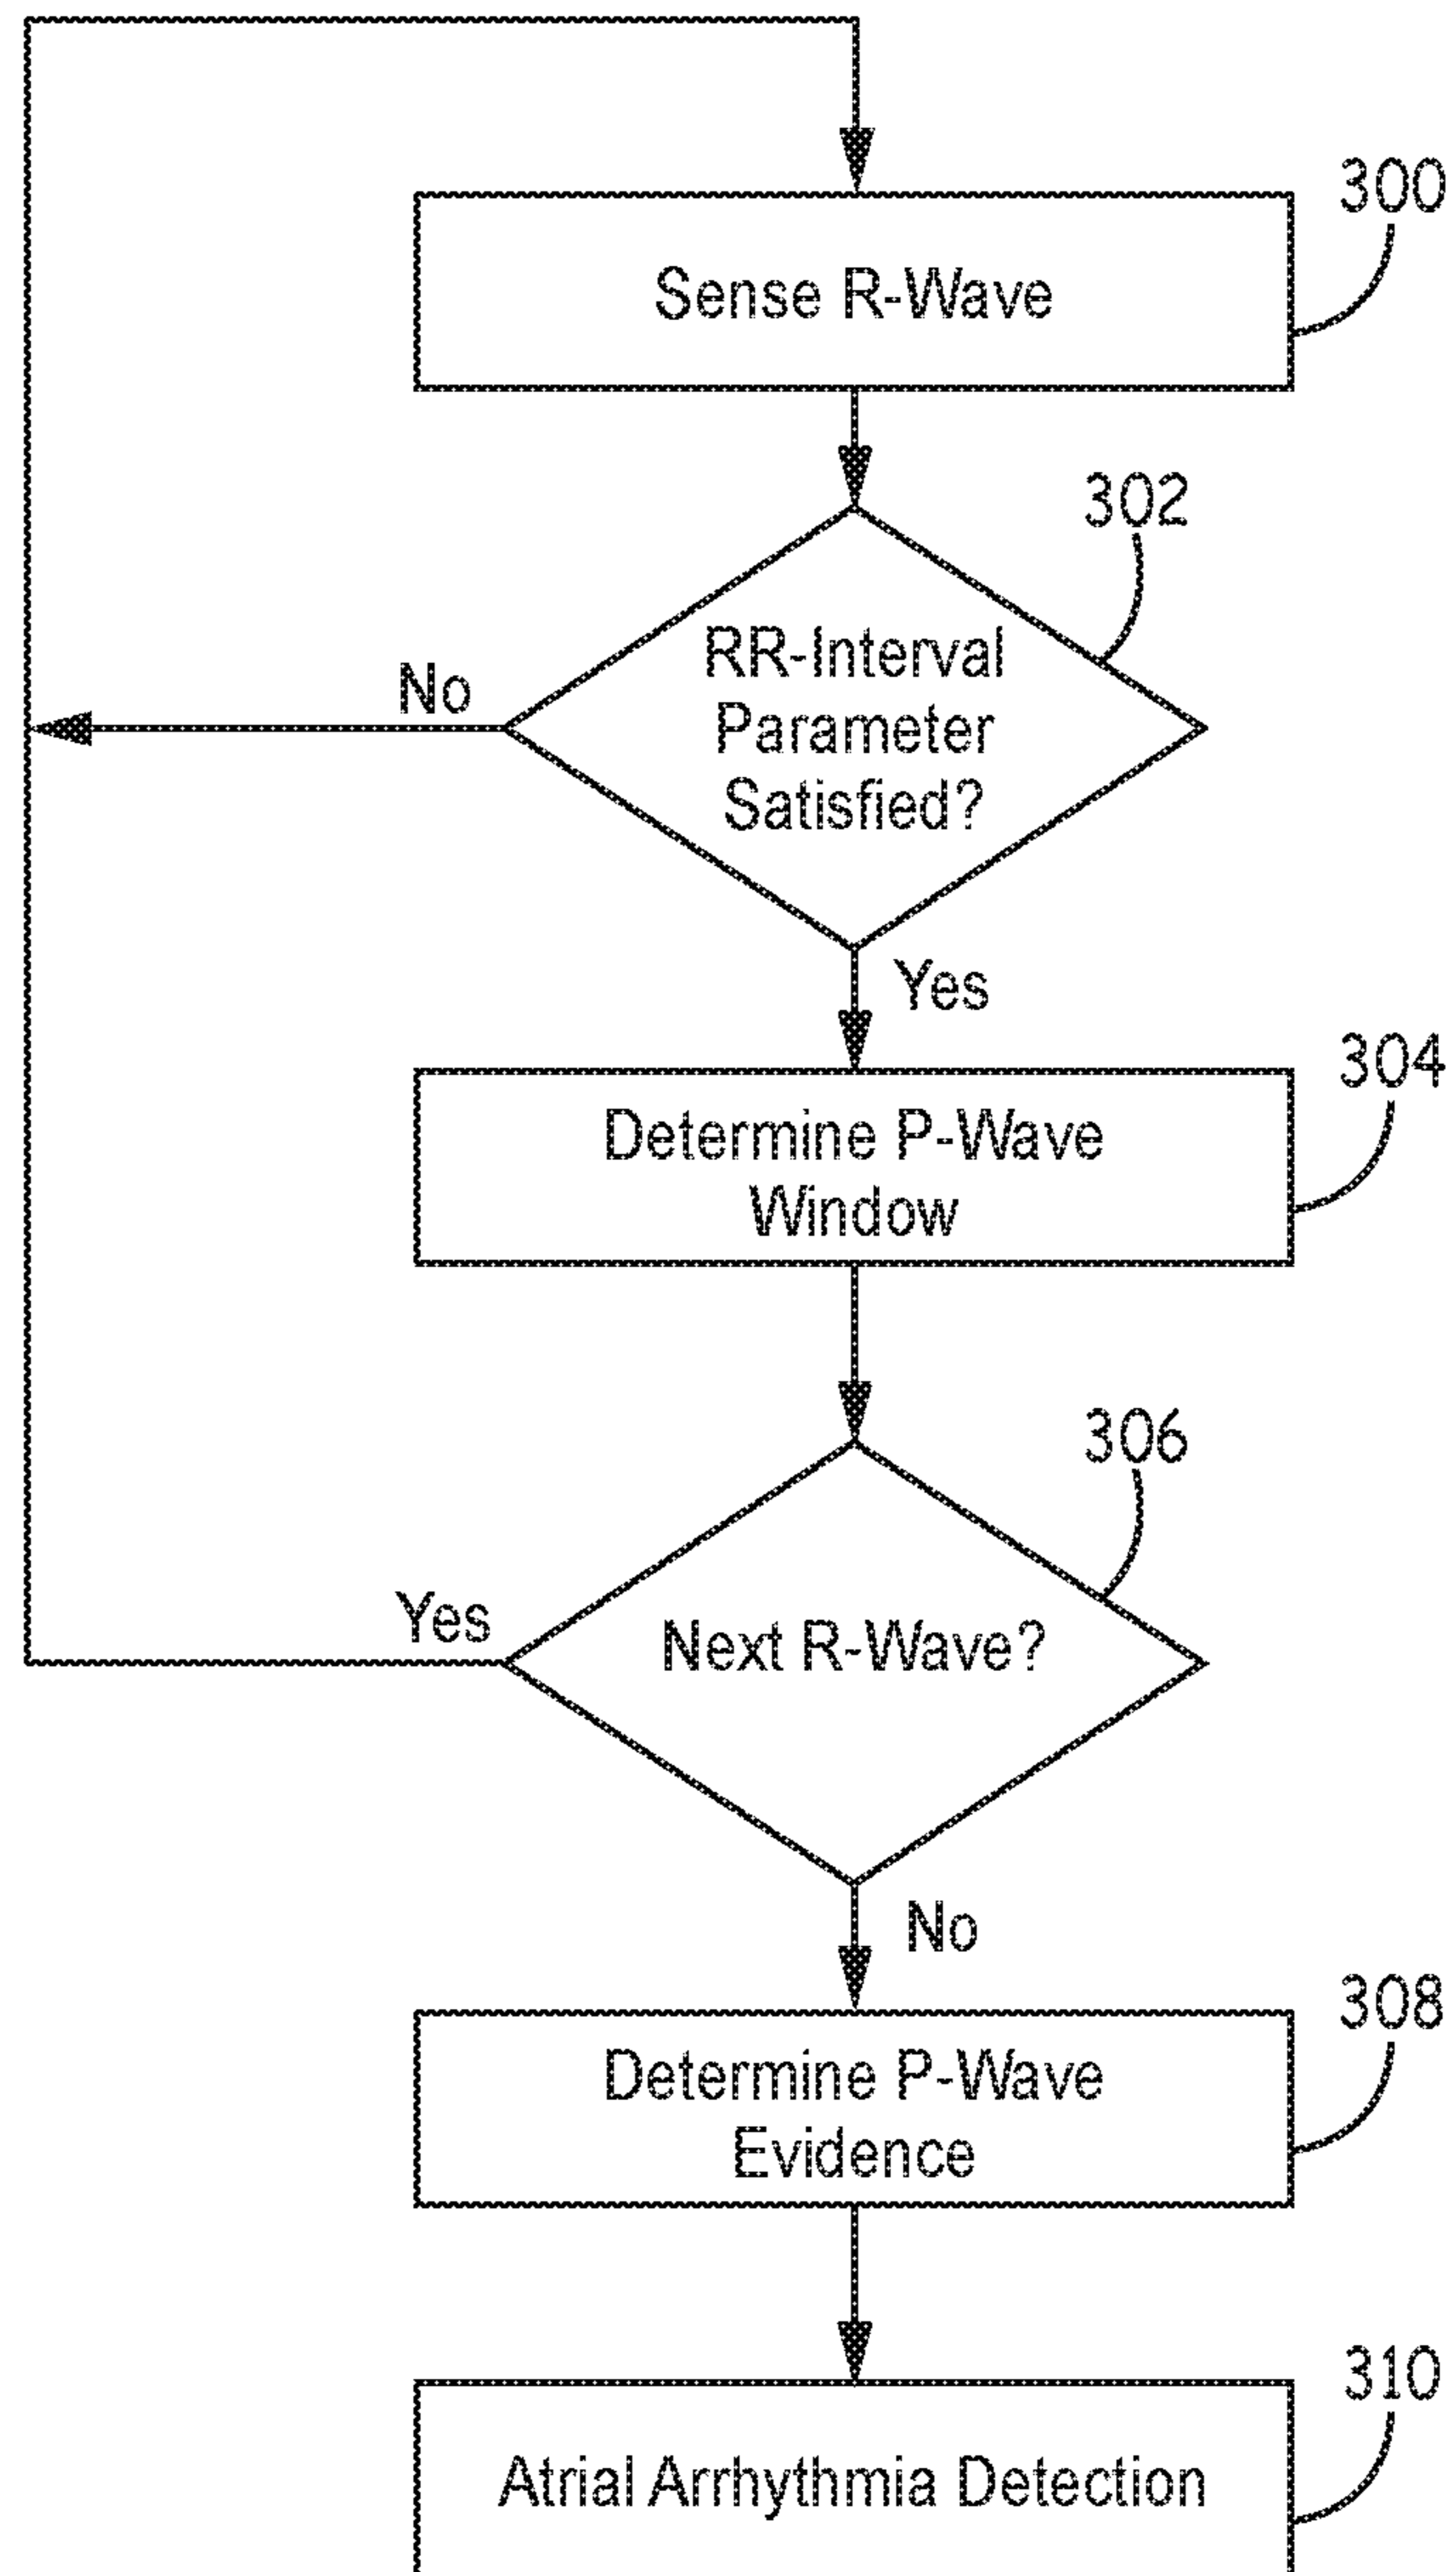 300
Sense R-Wave
302
RR-Interval
Parameter
Satisfied?
No
Yes
304
Determine P-Wave
Window
306
Next R-Wave?
Yes
No
308
Determine P-Wave
Evidence
310
Atrial Arrhythmia Detection